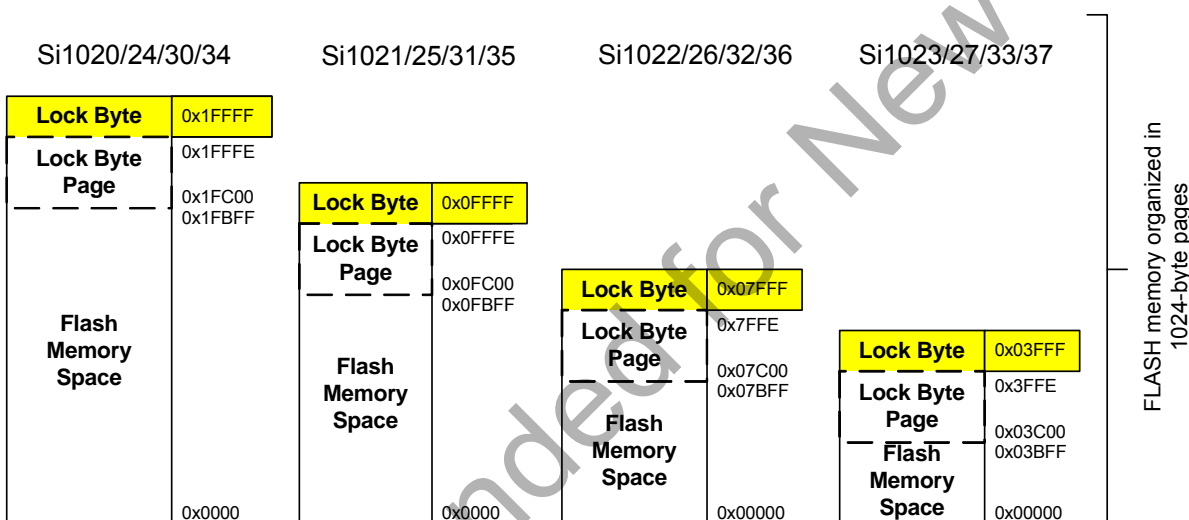 Si1020/24/30/34
Lock Byte
0x1FFFF
Lock Byte
Page
0x1FFFE
0x1FC00
0x1FBFF
Flash
Memory
Space
0x0000
Si1021/25/31/35
Lock Byte
0x0FFFF
Lock Byte
Page
0x0FFFE
0x0FC00
0x0FBFF
Flash
Memory
Space
0x0000
Si1022/26/32/36
Lock Byte
0x07FFF
Lock Byte
Page
0x7FFE
0x07C00
0x07BFF
Flash
Memory
Space
0x00000
Si1023/27/33/37
Lock Byte
0x03FFF
Lock Byte
Page
0x3FFE
0x03C00
0x03BFF
Flash
Memory
Space
0x00000
FLASH memory organized in
1024-byte pages
nded for New